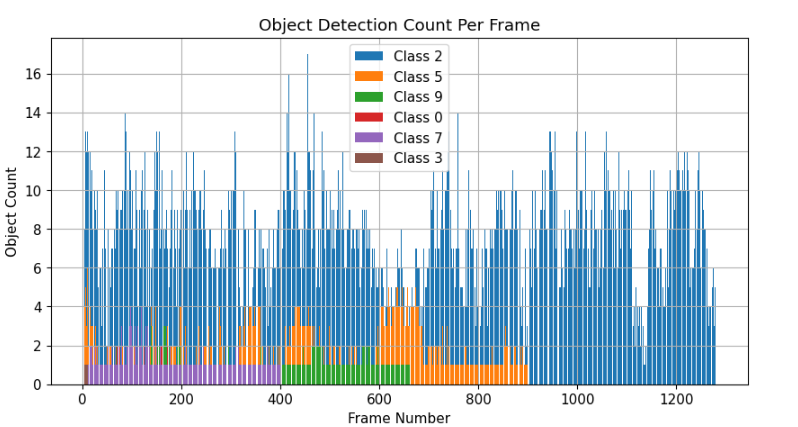 Object Detection Count Per Frame
Object Count
16
14
12
10
8
6
4
2
0
Class 2
Class 5
Class 9
Class 0
Class 7
Class 3
0 200 400 600 800 1000 1200
Frame Number